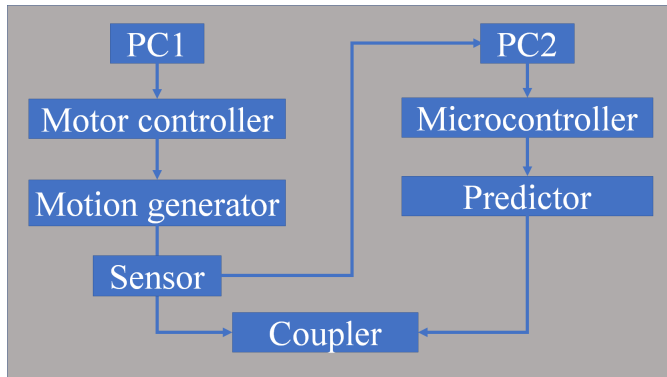 PC1
PC2
Motor controller
Microcontroller
Motion generator
Predictor
Sensor
Coupler